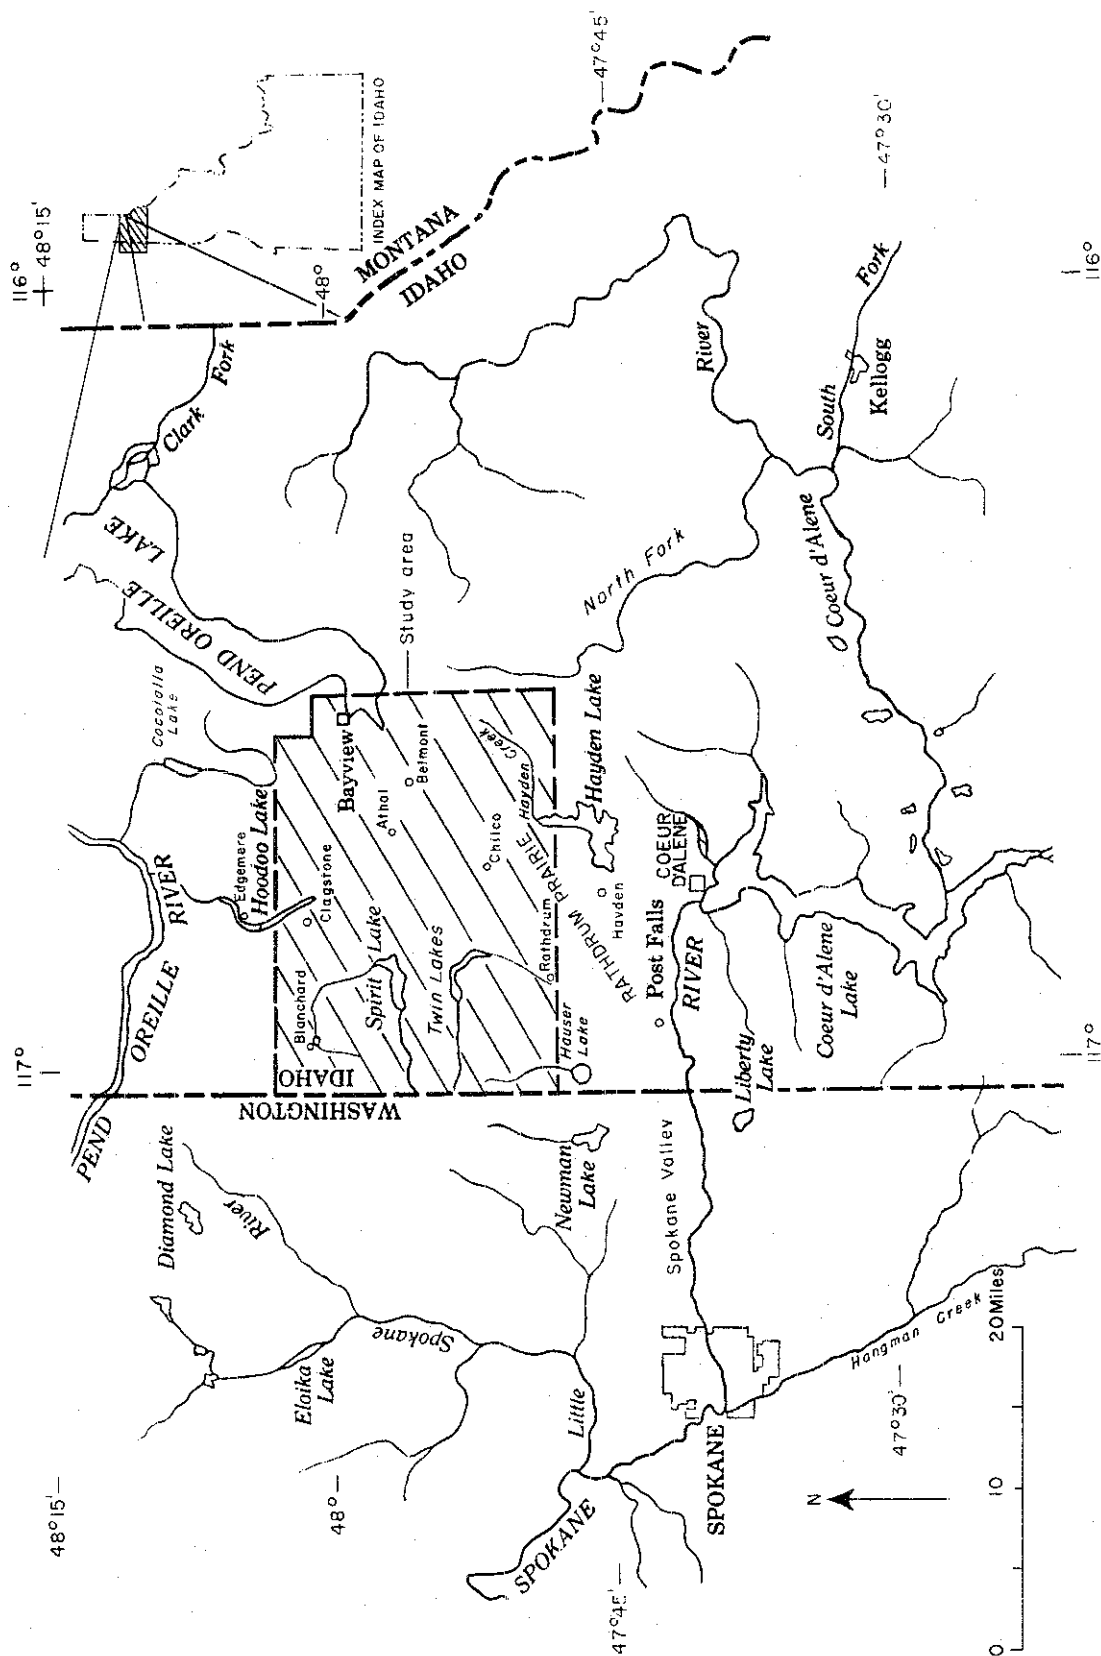 116°
48°15'
INDEX MAP OF IDAHO
48°
MONTANA
IDAHO
47°45'
47°30'
116°
Clark Fork
PEND OREILLE
LAKE
Cocolalla
Lake
Study area
North Fork
River
South Fork
Kellogg
Coeur d'Alene
117°
PEND OREILLE RIVER
Edgemere
Hoodoo Lake
Clagstone
Blanchard
Spirit Lake
Twin Lakes
Bayview
Athol
Belmont
Chilco
Hayden Creek
Hayden Lake
Rathdrum
RATHDRUM PRAIRIE
Hayden
Hauser
Lake
Post Falls
COEUR
D'ALENE
RIVER
Coeur d'Alene
Lake
Liberty
Lake
117°
IDAHO
WASHINGTON
Diamond Lake
River
Spokane
Little
Eloika
Lake
Newman
Lake
Spokane Valley
SPOKANE
SPOKANE
Hangman Creek
48°15'
48°
47°45'
47°30'
N
0 10 20 Miles